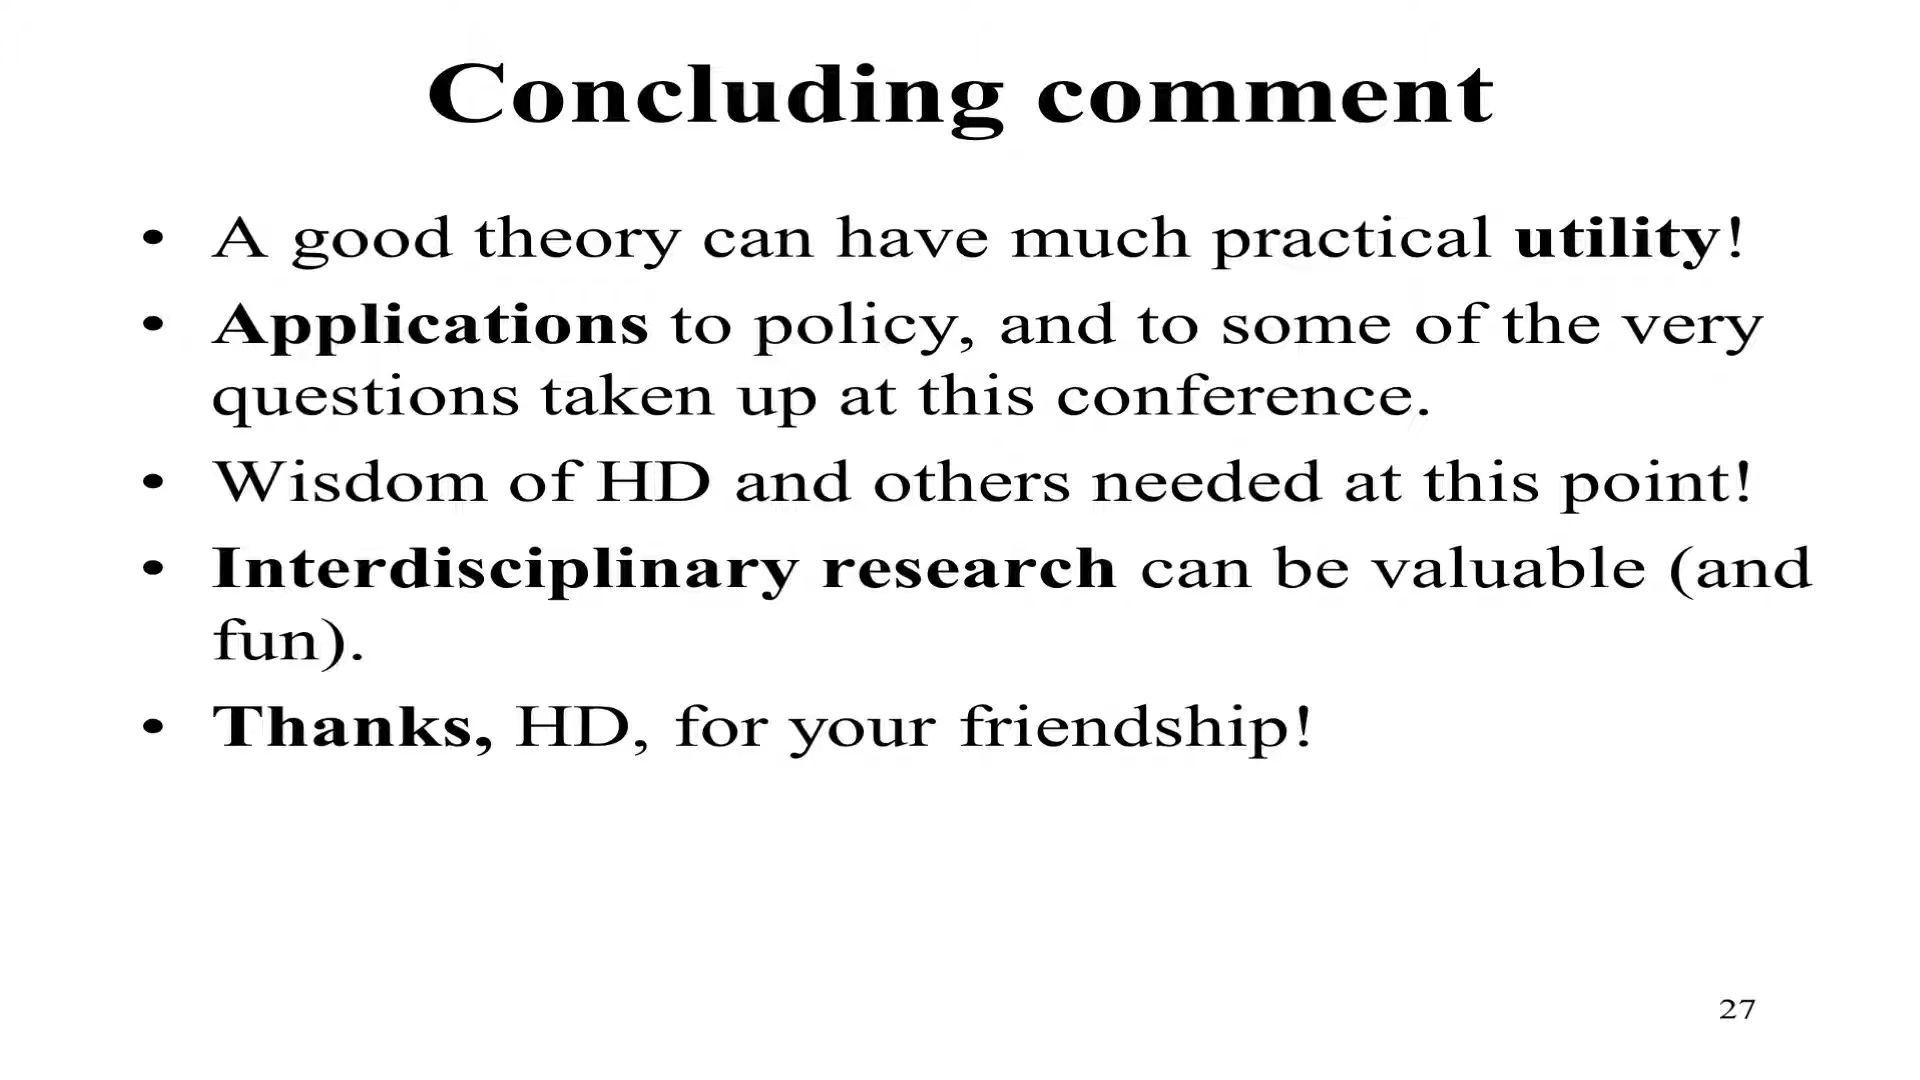 Concluding comment
• A good theory can have much practical utility!
• Applications to policy, and to some of the very
questions taken up at this conference.
• Wisdom of HD and others needed at this point!
• Interdisciplinary research can be valuable (and
fun).
• Thanks, HD, for your friendship!
27